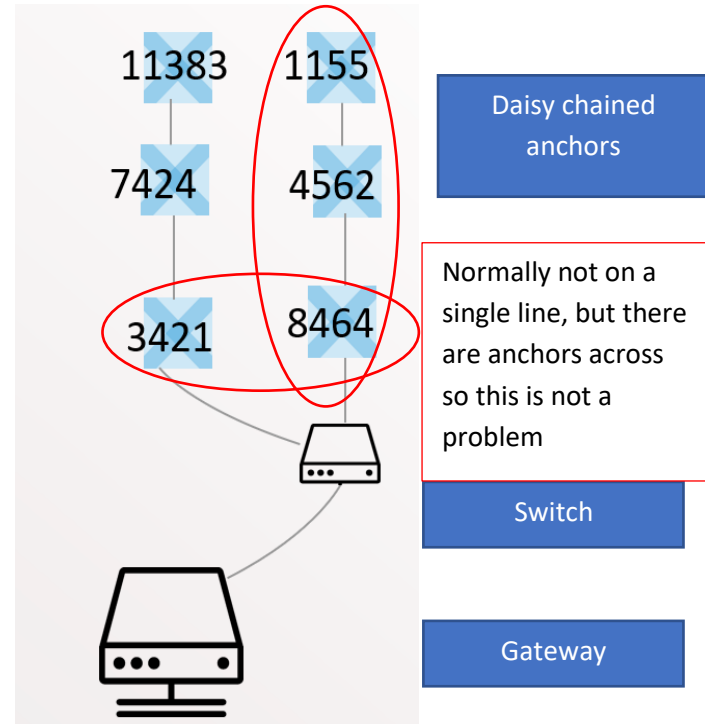 11383 1155
Daisy chained
anchors
7424 4562
Normally not on a
single line, but there
are anchors across
so this is not a
problem
3421 8464
Switch
Gateway